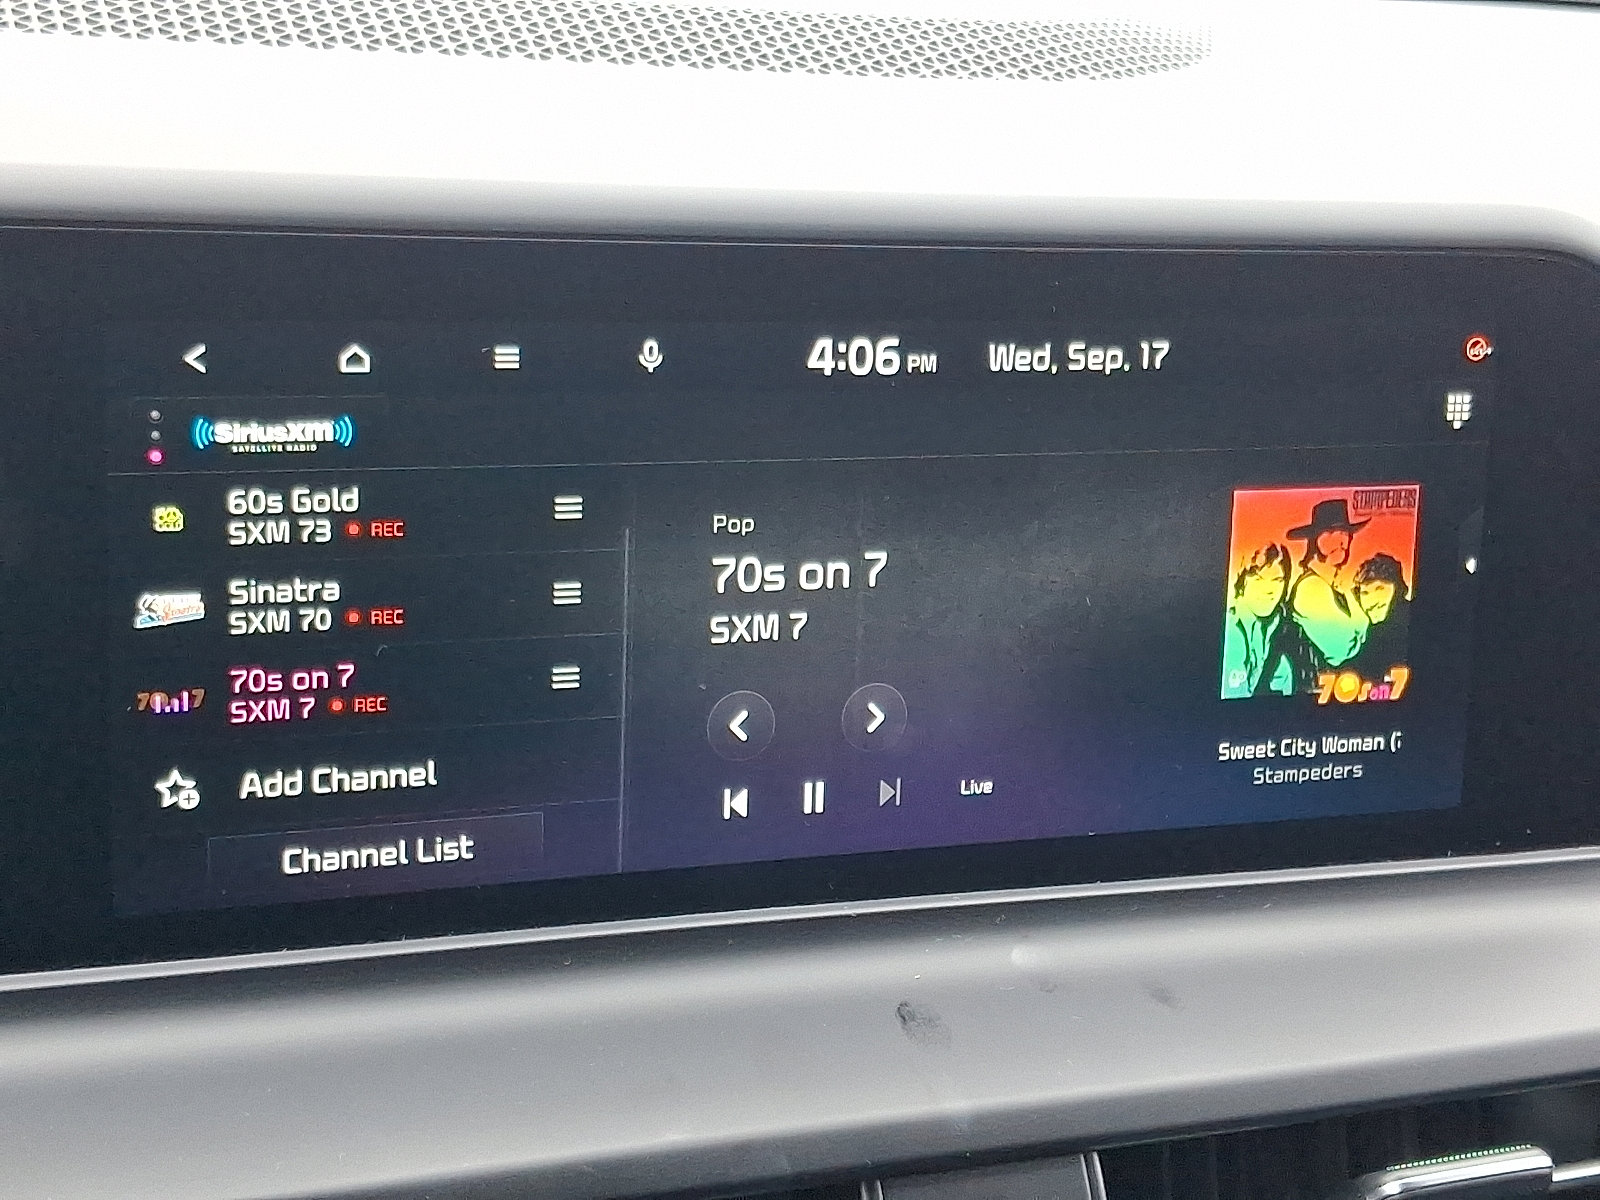 4:06 PM Wed, Sep. 17
SiriusXM
SATELLITE RADIO
60s Gold
SXM 73 REC
Sinatra
SXM 70 REC
70s on 7
SXM 7 REC
Add Channel
Channel List
Pop
70s on 7
SXM 7
Live
STAMPEDERS
70s on 7
Sweet City Woman (
Stampeders